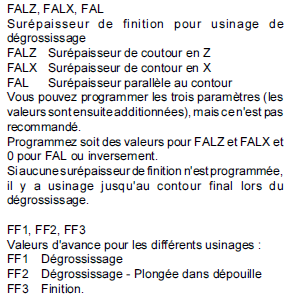 FALZ, FALX, FAL
Surépaisseur de finition pour usinage de
dégrossissage
FALZ Surépaisseur de coutour en Z
FALX Surépaisseur de contour en X
FAL Surépaisseur parallèle au contour
Vous pouvez programmer les trois paramètres (les
valeurs sont ensuite additionnées), mais ce n'est pas
recommandé.
Programmez soit des valeurs pour FALZ et FALX et
0 pour FAL ou inversement.
Si aucune surépaisseur de finition n'est programmée,
il y a usinage jusqu'au contour final lors du
dégrossissage.
FF1, FF2, FF3
Valeurs d'avance pour les différents usinages :
FF1 Dégrossissage
FF2 Dégrossissage - Plongée dans dépouille
FF3 Finition.